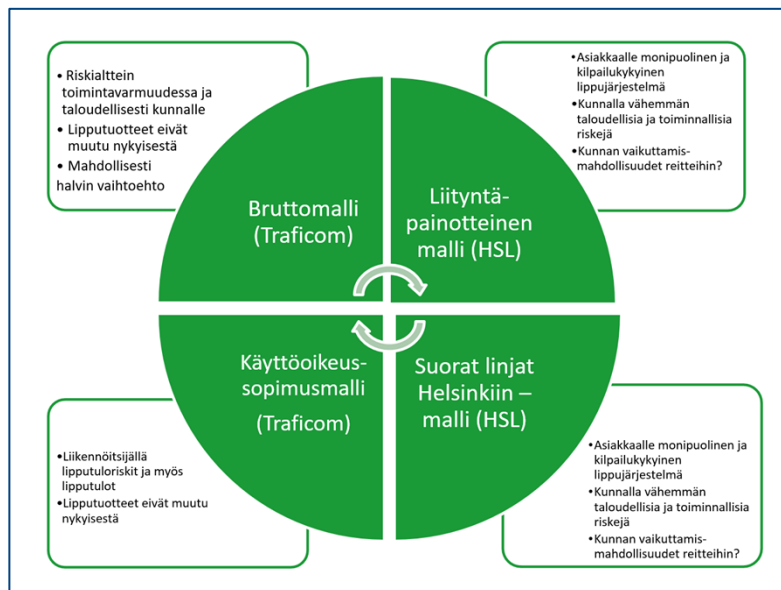 • Riskialttein
toimintavarmuudessa ja
taloudellisesti kunnalle
• Lipputuotteet eivät
muutu nykyisestä
• Mahdollisesti
halvin vaihtoehto
•Asiakkaalle monipuolinen ja
kilpailukykyinen
lippujärjestelmä
•Kunnalla vähemmän
taloudellisia ja toiminnallisia
riskejä
•Kunnan vaikuttamis-
mahdollisuudet reitteihin?
Bruttomalli
(Traficom)
Liityntä-
painotteinen
malli (HSL)
Käyttöoikeus-
sopimusmalli
(Traficom)
Suorat linjat
Helsinkiin –
malli (HSL)
•Liikennöitsijällä
lipputuloriskit ja myös
lipputulot
•Lipputuotteet eivät muutu
nykyisestä
•Asiakkaalle monipuolinen ja
kilpailukykyinen
lippujärjestelmä
•Kunnalla vähemmän
taloudellisia ja toiminnallisia
riskejä
•Kunnan vaikuttamis-
mahdollisuudet reitteihin?